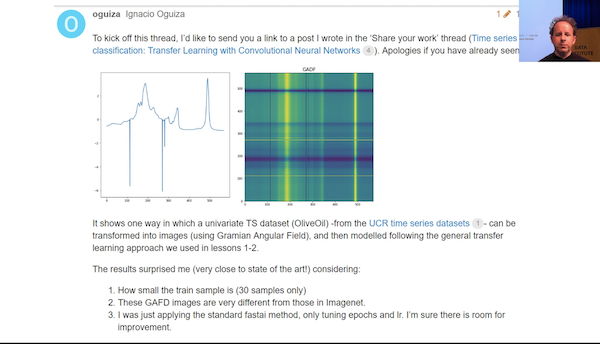 oguiza Ignacio Oguiza
1
O
To kick off this thread, I'd like to send you a link to a post I wrote in the 'Share your work' thread (Time series
classification: Transfer Learning with Convolutional Neural Networks 4). Apologies if you have already seen
GADF
It shows one way in which a univariate TS dataset (OliveOil) -from the UCR time series datasets 1- can be
transformed into images (using Gramian Angular Field), and then modelled following the general transfer
learning approach we used in lessons 1-2.
The results surprised me (very close to state of the art!) considering:
1. How small the train sample is (30 samples only)
2. These GAFD images are very different from those in Imagenet.
3. I was just applying the standard fastai method, only tuning epochs and lr. I'm sure there is room for
improvement.